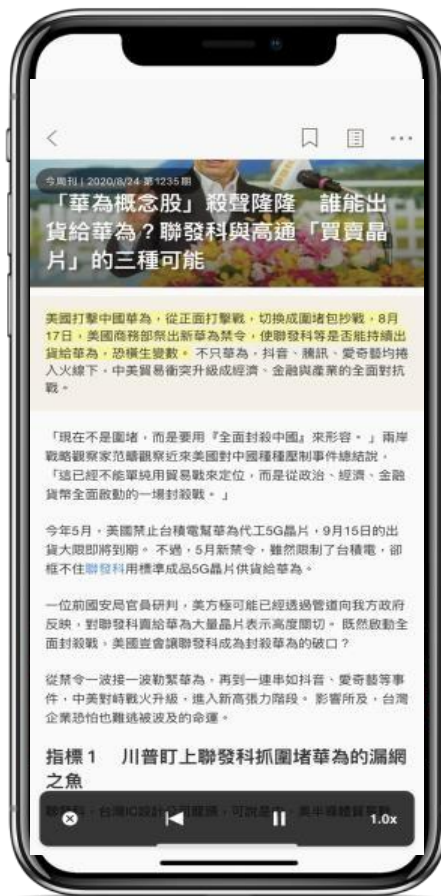 今周刊 | 2020/8/24 第1235期
「華為概念股」殺聲隆隆 誰能出
貨給華為？聯發科與高通「買賣晶
片」的三種可能
美國打擊中國華為，從正面打擊戰，切換成圍堵包抄戰，8月
17日，美國商務部祭出新華為禁令，使聯發科等是否能持續出
貨給華為，恐橫生變數。 不只華為，抖音、騰訊、愛奇藝均捲
入火線下，中美貿易衝突升級成經濟、金融與產業的全面對抗
戰。
「現在不是圍堵，而是要用『全面封殺中國』來形容。」兩岸
戰略觀察家范疇觀察近來美國對中國種種壓制事件總結說，
「這已經不能單純用貿易戰來定位，而是從政治、經濟、金融
貨幣全面啟動的一場封殺戰。」
今年5月，美國禁止台積電幫華為代工5G晶片，9月15日的出
貨大限即將到期。 不過，5月新禁令，雖然限制了台積電，卻
框不住聯發科用標準成品5G晶片供貨給華為。
一位前國安局官員研判，美方極可能已經透過管道向我方政府
反映，對聯發科賣給華為大量晶片表示高度關切。 既然啟動全
面封殺戰，美國豈會讓聯發科成為封殺華為的破口？
從禁令一波接一波勒緊華為，再到一連串如抖音、愛奇藝等事
件，中美對峙戰火升級，進入新高張力階段。 影響所及，台灣
企業恐怕也難逃被波及的命運。
指標1 川普盯上聯發科抓圍堵華為的漏網
之魚
1.0x